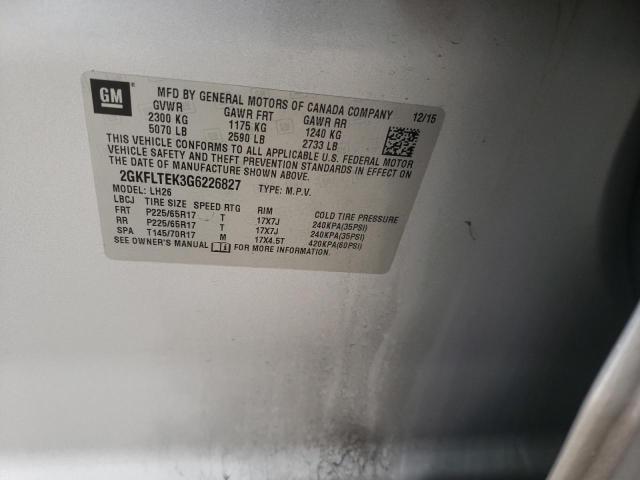 GM
MFD BY GENERAL MOTORS OF CANADA COMPANY 12/15
GVWR GAWR FRT GAWR RR
2300 KG 1175 KG 1240 KG
5070 LB 2590 LB 2733 LB
THIS VEHICLE CONFORMS TO ALL APPLICABLE U.S. FEDERAL MOTOR
VEHICLE SAFETY, BUMPER, AND THEFT PREVENTION STANDARDS IN
EFFECT ON THE DATE OF MANUFACTURE SHOWN ABOVE.
2GKFLTEK3G6226827 TYPE: M.P.V.
MODEL: LH26
LBCJ TIRE SIZE SPEED RTG RIM COLD TIRE PRESSURE
FRT P225/65R17 T 17X7J 240KPA(35PSI)
RR P225/65R17 T 17X7J 240KPA(35PSI)
SPA T145/70R17 M 17X4.5T 420KPA(60PSI)
SEE OWNER'S MANUAL FOR MORE INFORMATION.